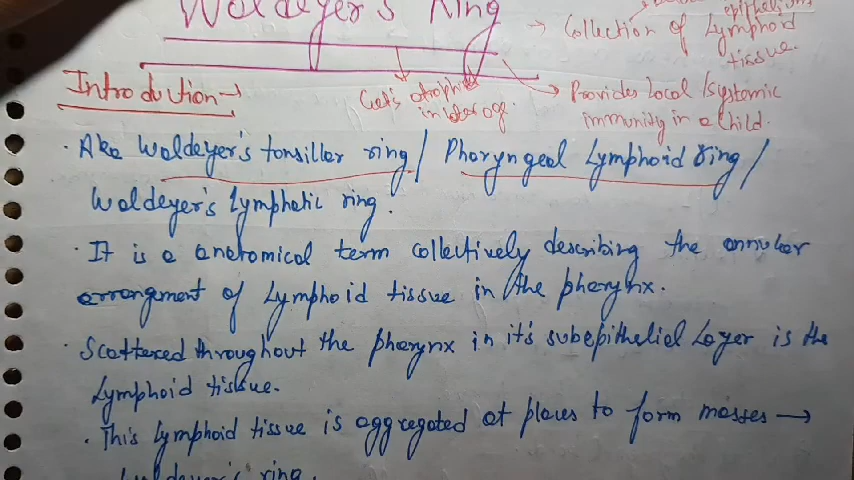 Waldeyer's Ring
epithelium
→ Collection of Lymphoid
tissue.
Introduction →
Gets atrophied
in later age.
→ Provides Local/systemic
immunity in a child.
· Aka Waldeyer's tonsillar ring / Pharyngeal Lymphoid ring /
Waldeyer's Lymphatic ring.
· It is a anatomical term collectively describing the annular
arrangement of Lymphoid tissue in the pharynx.
· Scattered throughout the pharynx in it's subepithelial Layer is the
Lymphoid tissue.
· This Lymphoid tissue is aggregated at places to form masses →
Waldeyer's ring.